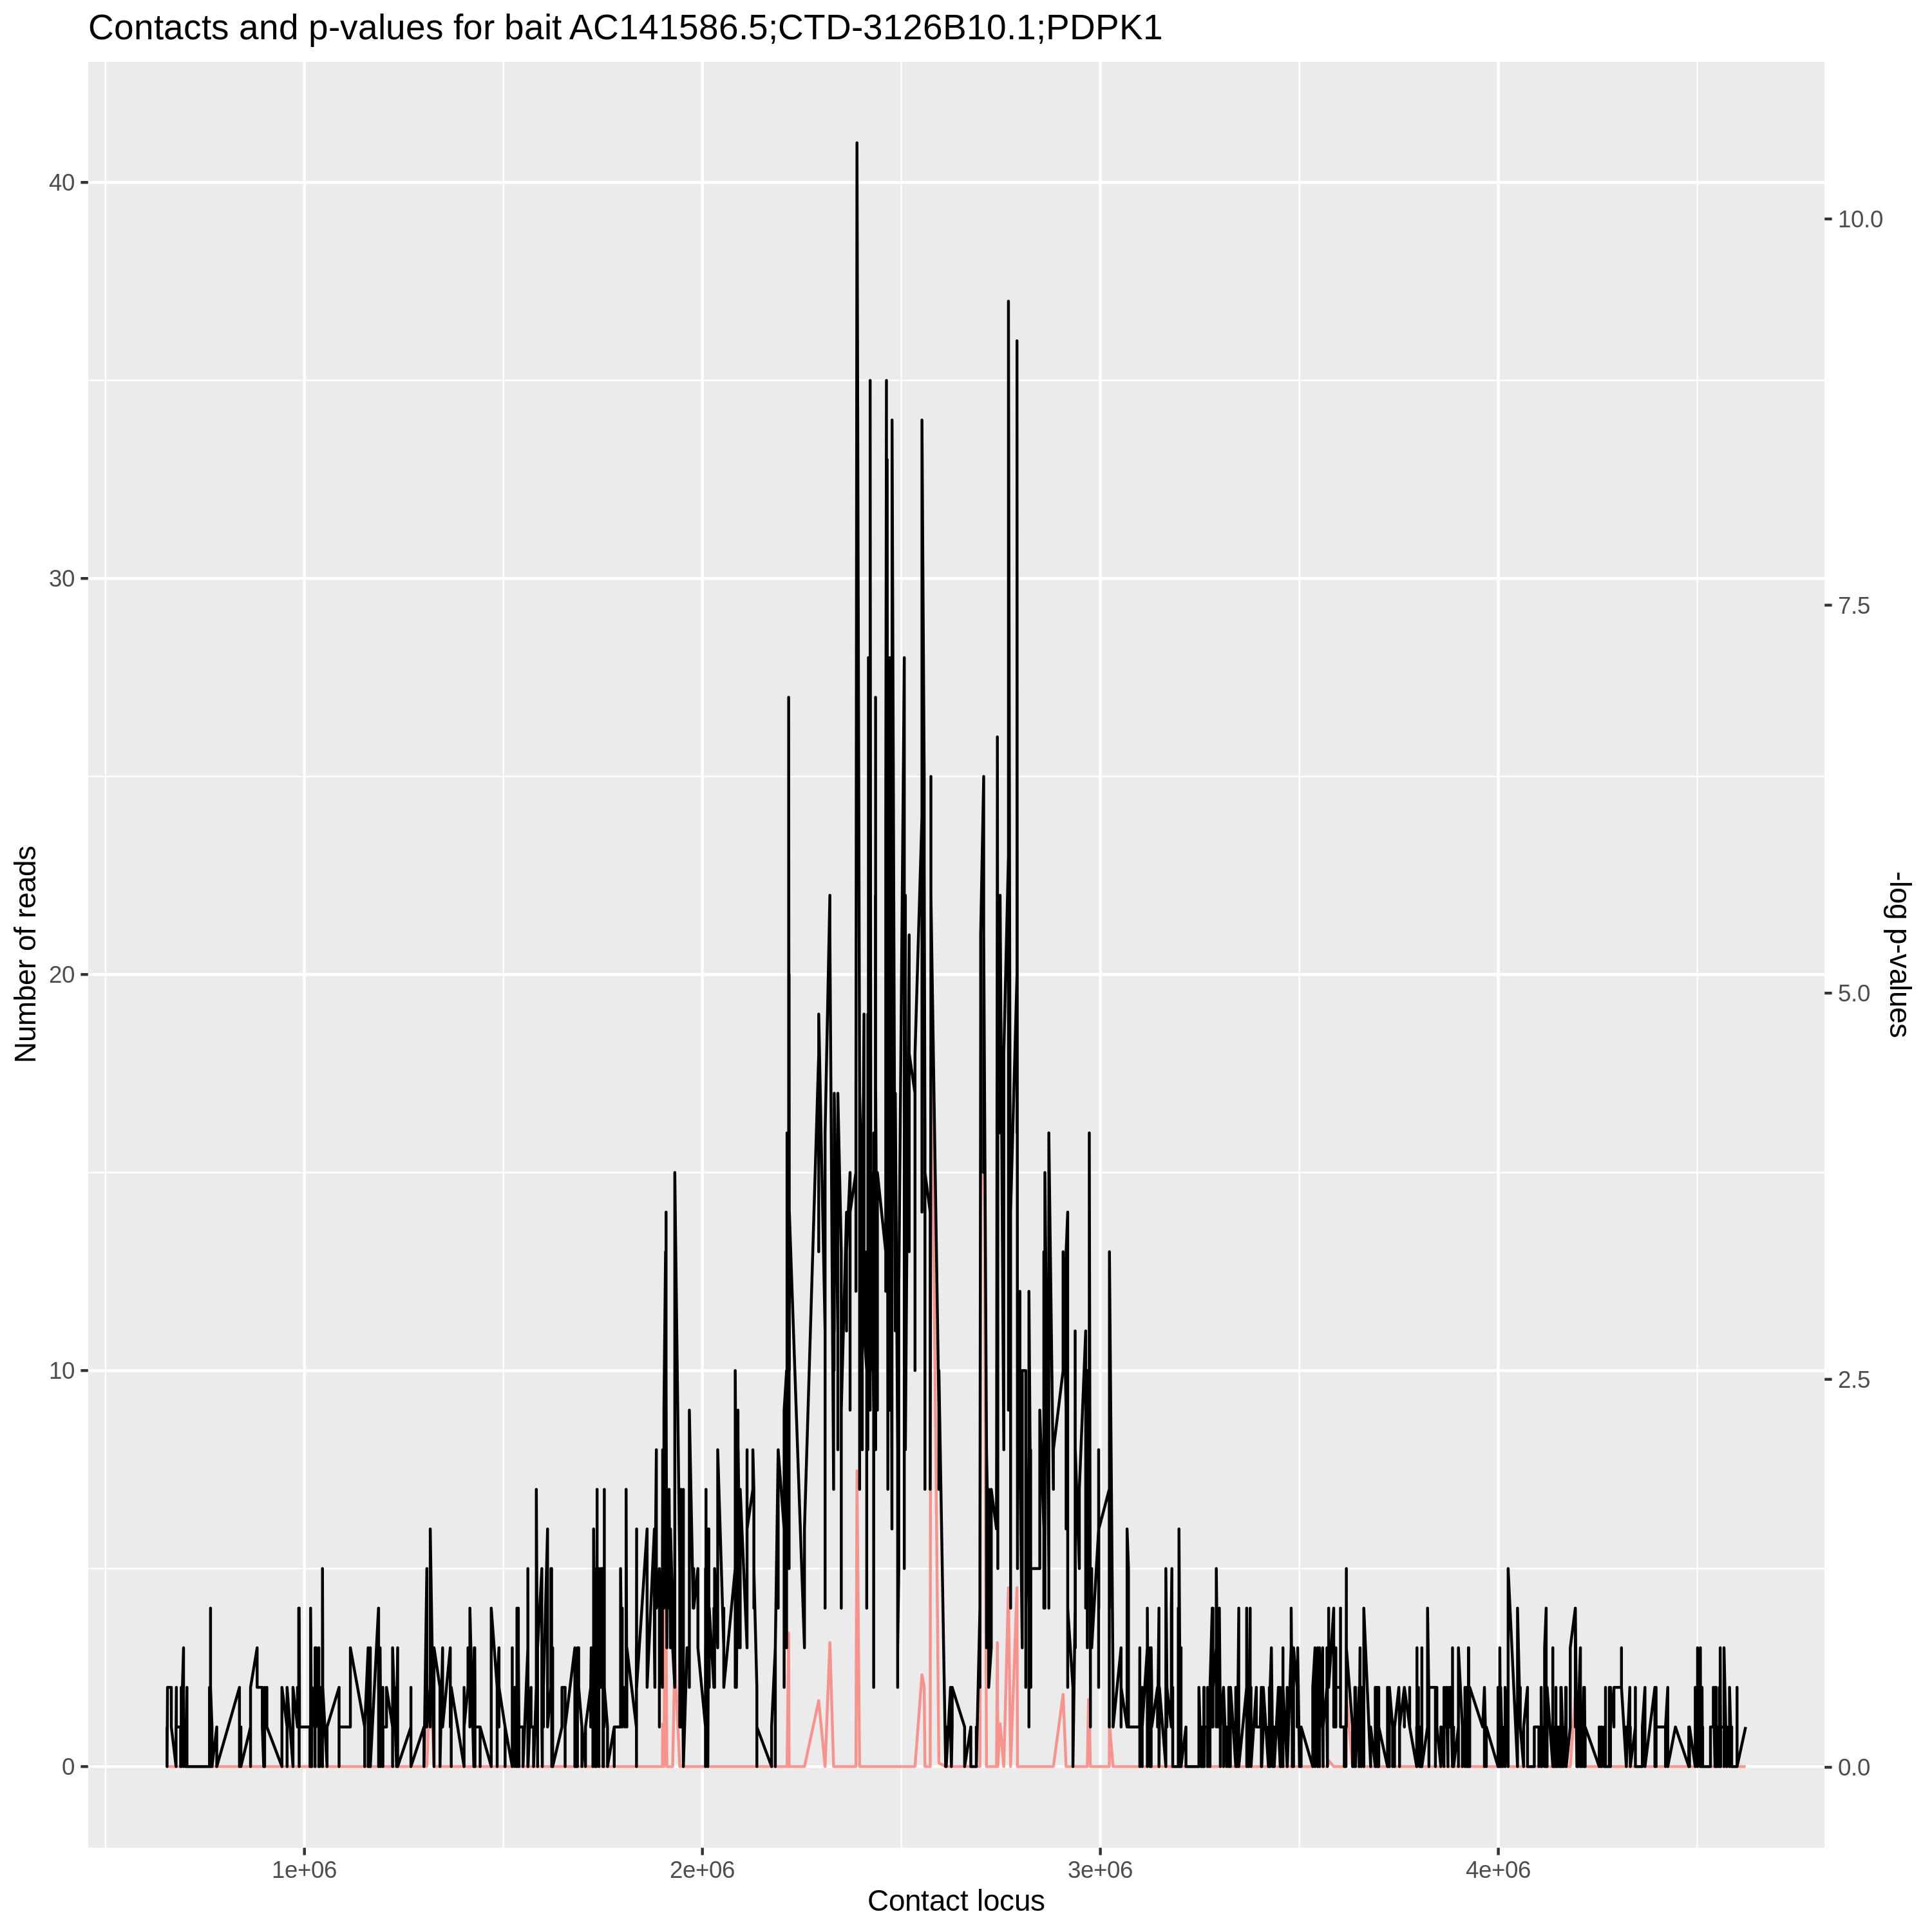 Contacts and p-values for bait AC141586.5;CTD-3126B10.1;PDPK1
Number of reads
40
30
20
10
0
10.0
7.5
5.0
2.5
0.0
-log p-values
1e+06 2e+06 3e+06 4e+06
Contact locus